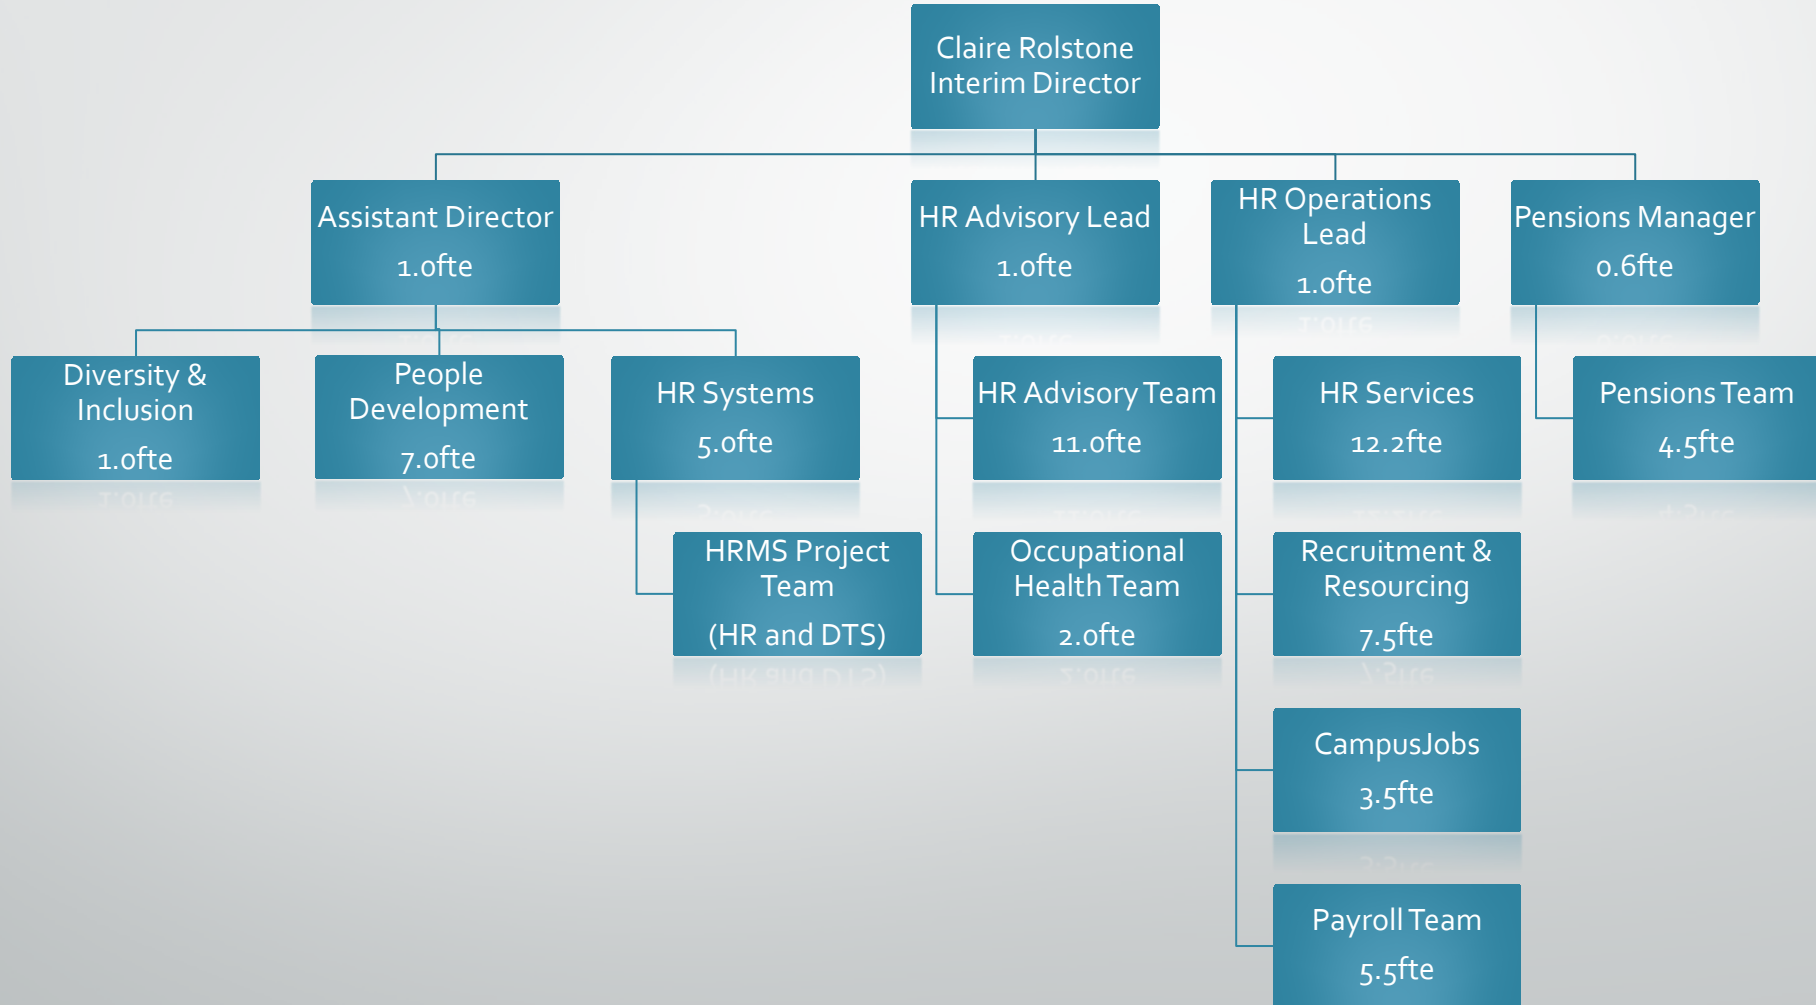 Claire Rolstone
Interim Director
Assistant Director
1.0fte
HR Advisory Lead
1.0fte
HR Operations
Lead
1.0fte
Pensions Manager
0.6fte
Diversity &
Inclusion
1.0fte
People
Development
7.0fte
HR Systems
5.0fte
HR Advisory Team
11.0fte
HR Services
12.2fte
Pensions Team
4.5fte
HRMS Project
Team
(HR and DTS)
Occupational
Health Team
2.0fte
Recruitment &
Resourcing
7.5fte
CampusJobs
3.5fte
Payroll Team
5.5fte